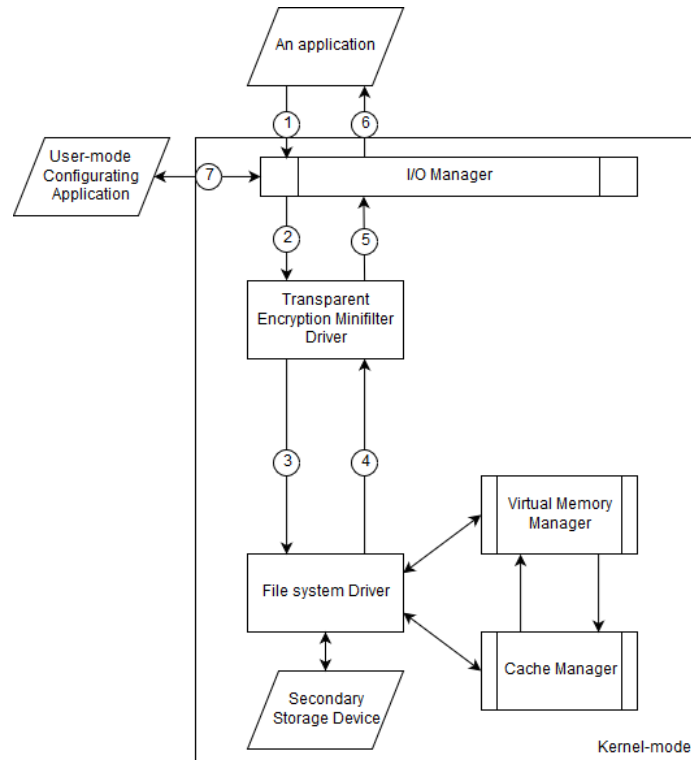 An application
1
6
User-mode
Configurating
Application
7
I/O Manager
2
5
Transparent
Encryption Minifilter
Driver
3
4
Virtual Memory
Manager
File system Driver
Cache Manager
Secondary
Storage Device
Kernel-mode